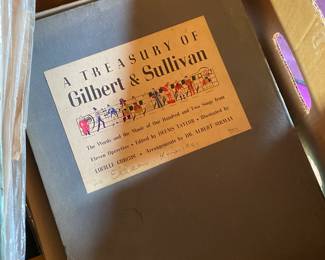 A TREASURY OF
Gilbert & Sullivan
The Words and the Music of One Hundred and Two Songs from
Eleven Operettas • Edited by DEEMS TAYLOR • Illustrated by
LUCILLE CORCOS • Arrangements by DR. ALBERT SIRMAY